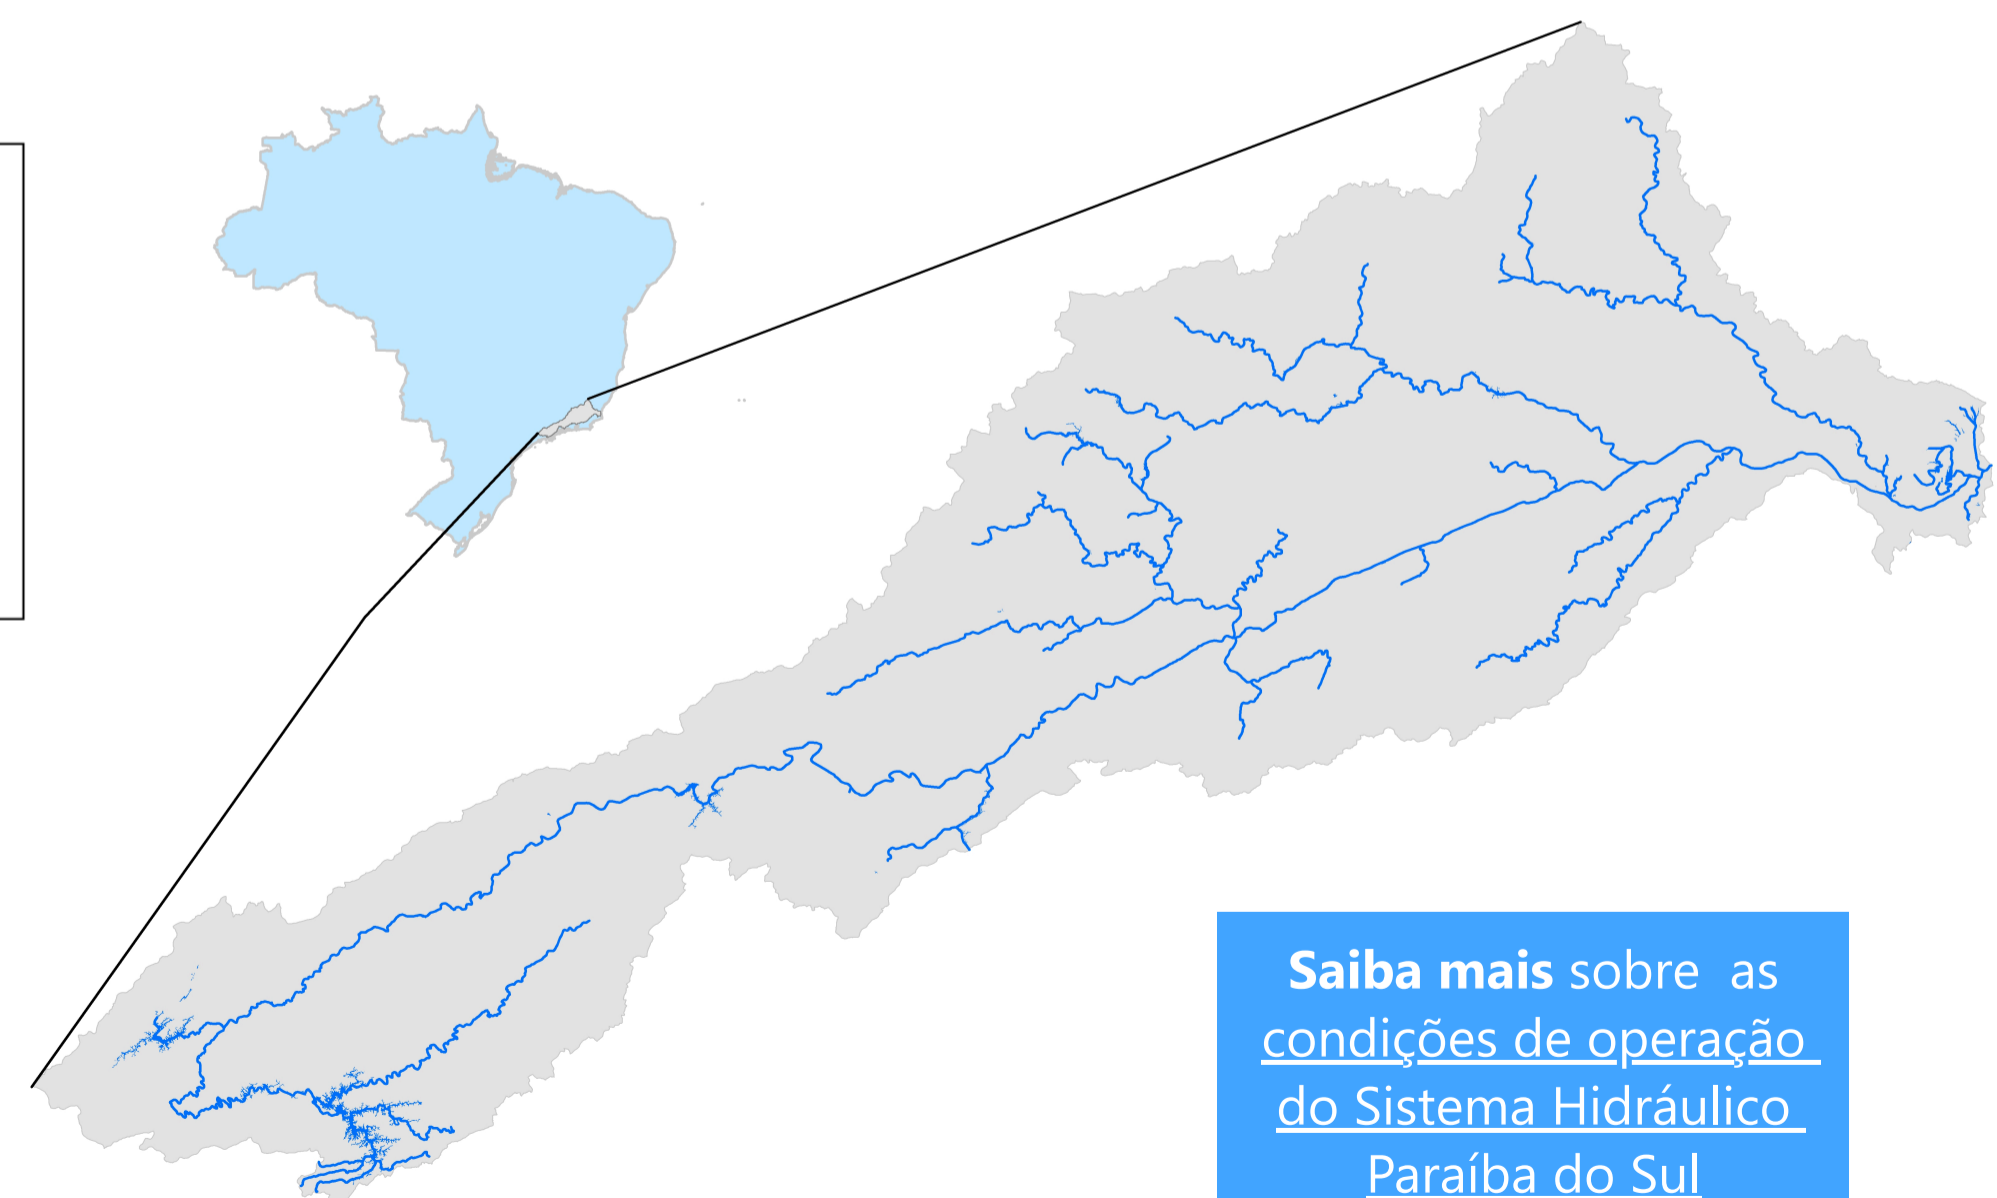 Saiba mais sobre as
condições de operação
do Sistema Hidráulico
Paraíba do Sul